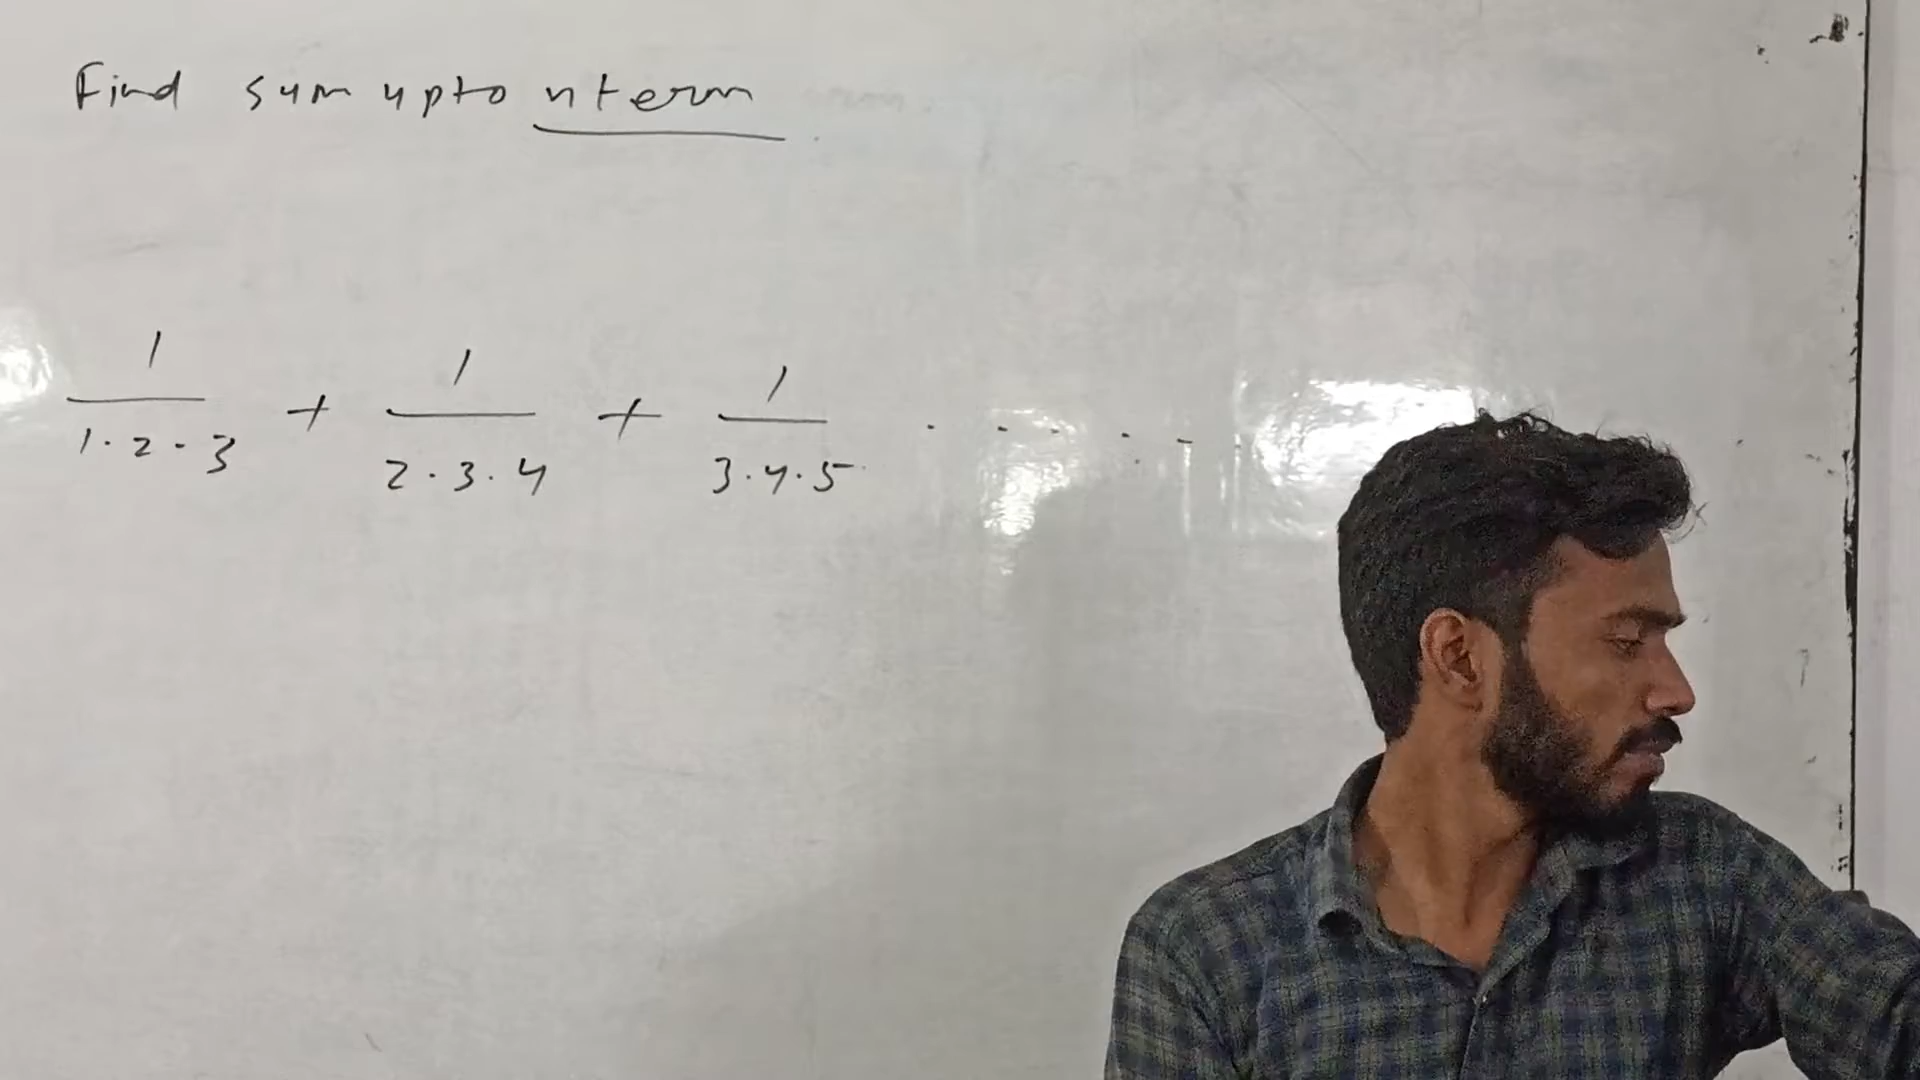 Find sum upto n term
1/1·2·3 + 1/2·3·4 + 1/3·4·5 . . . . . .